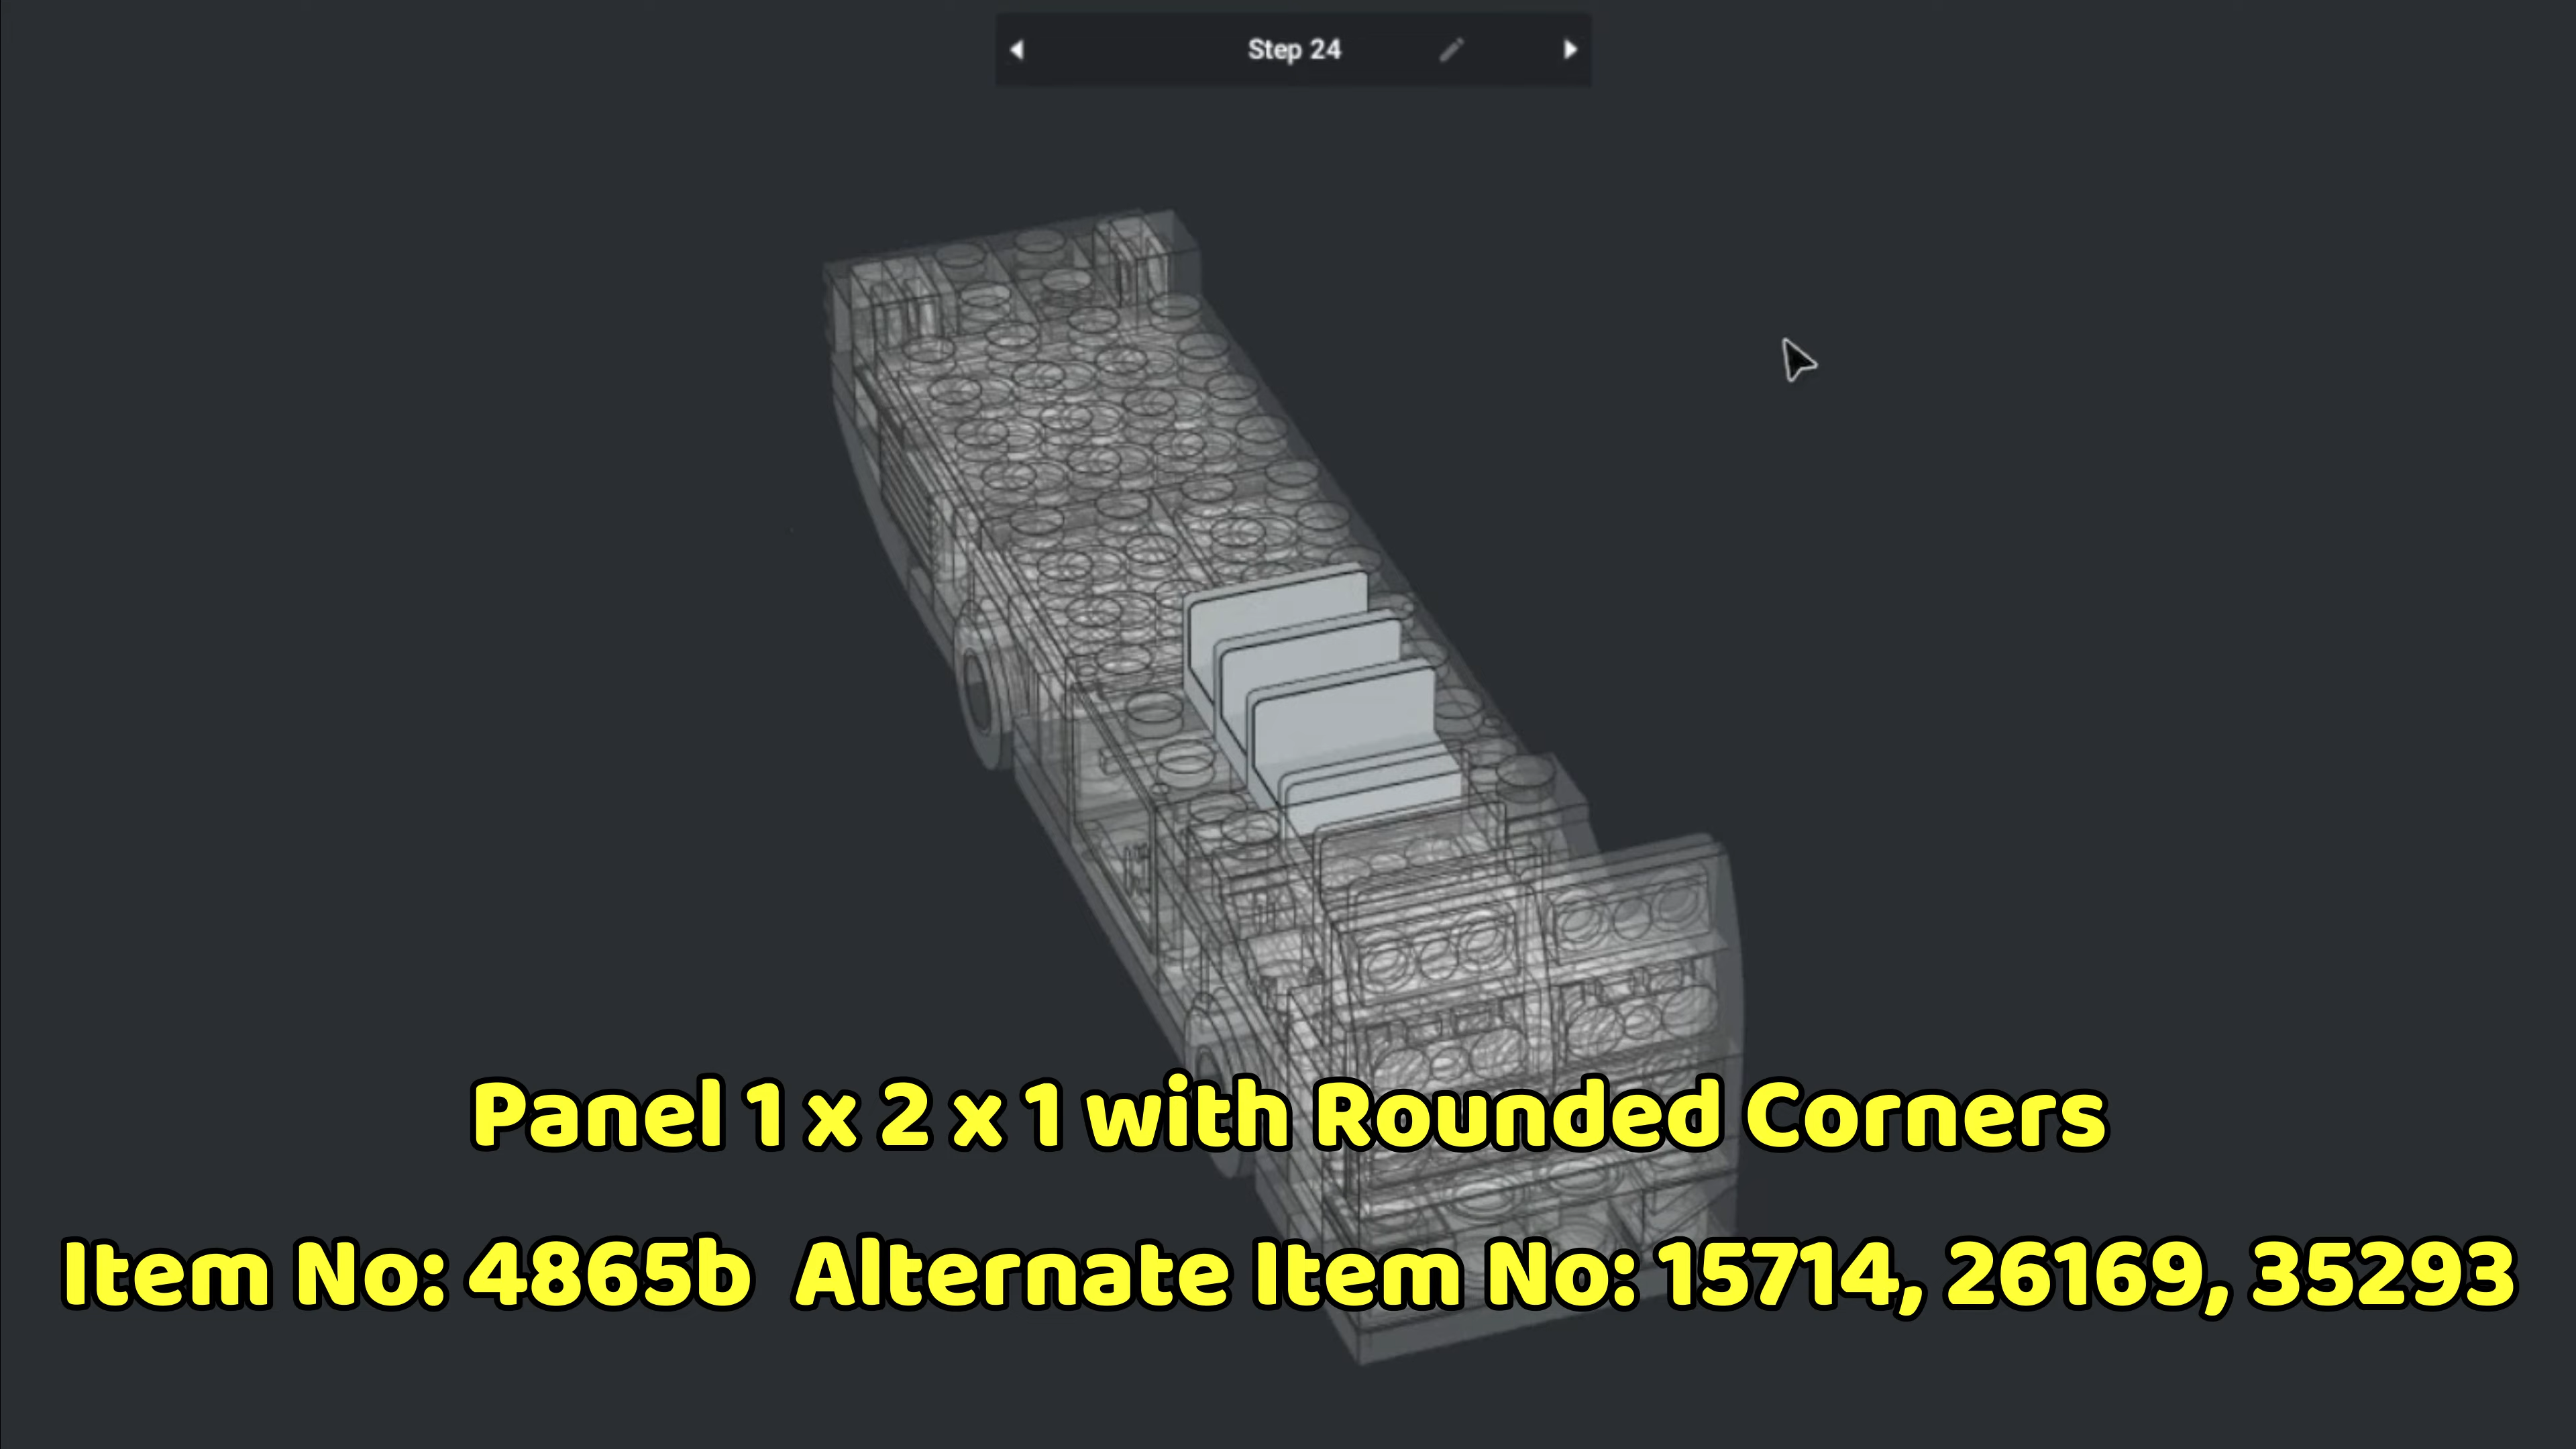 Step 24
Panel 1 x 2 x 1 with Rounded Corners
Item No: 4865b  Alternate Item No: 15714, 26169, 35293